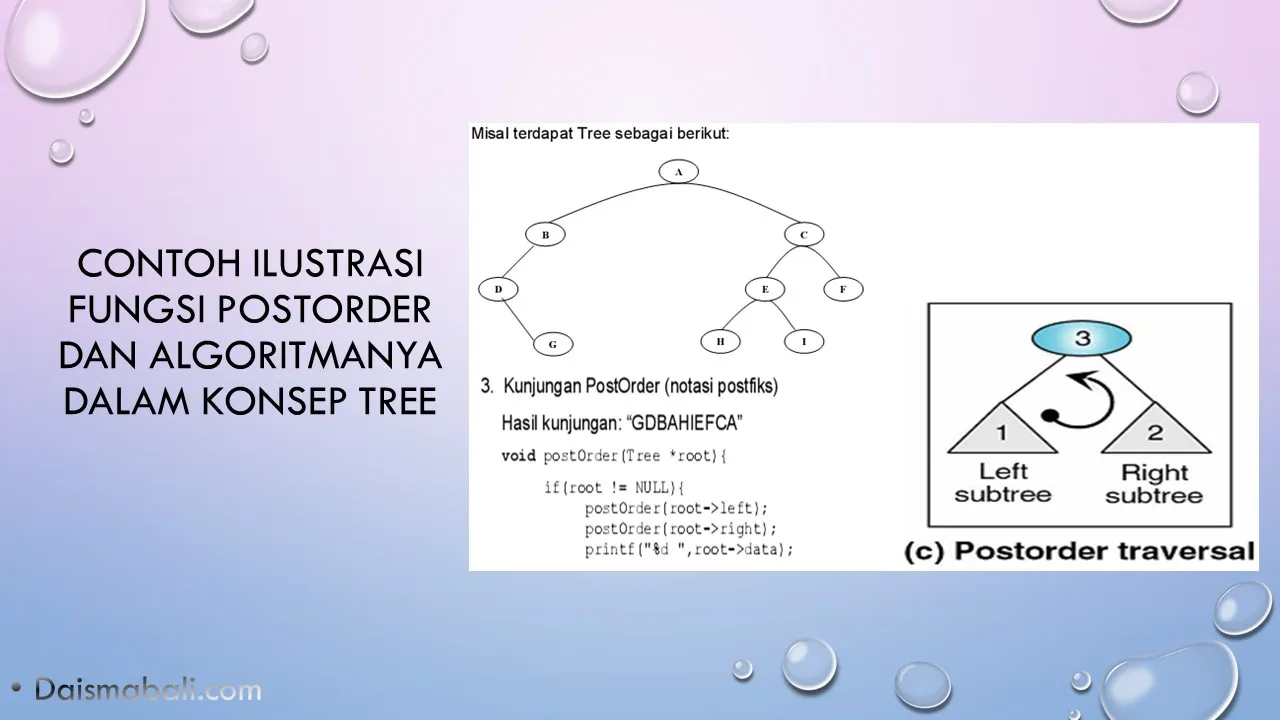 CONTOH ILUSTRASI
FUNGSI POSTORDER
DAN ALGORITMANYA
DALAM KONSEP TREE
Misal terdapat Tree sebagai berikut:
A
B
C
D
E
F
G
H
I
3. Kunjungan PostOrder (notasi postfiks)
Hasil kunjungan: “GDBAHIEFCA”
void postOrder(Tree *root){
if(root != NULL){
postOrder(root->left);
postOrder(root->right);
printf("%d ",root->data);
3
1
2
Left
subtree
Right
subtree
(c) Postorder traversal
• Daismabali.com